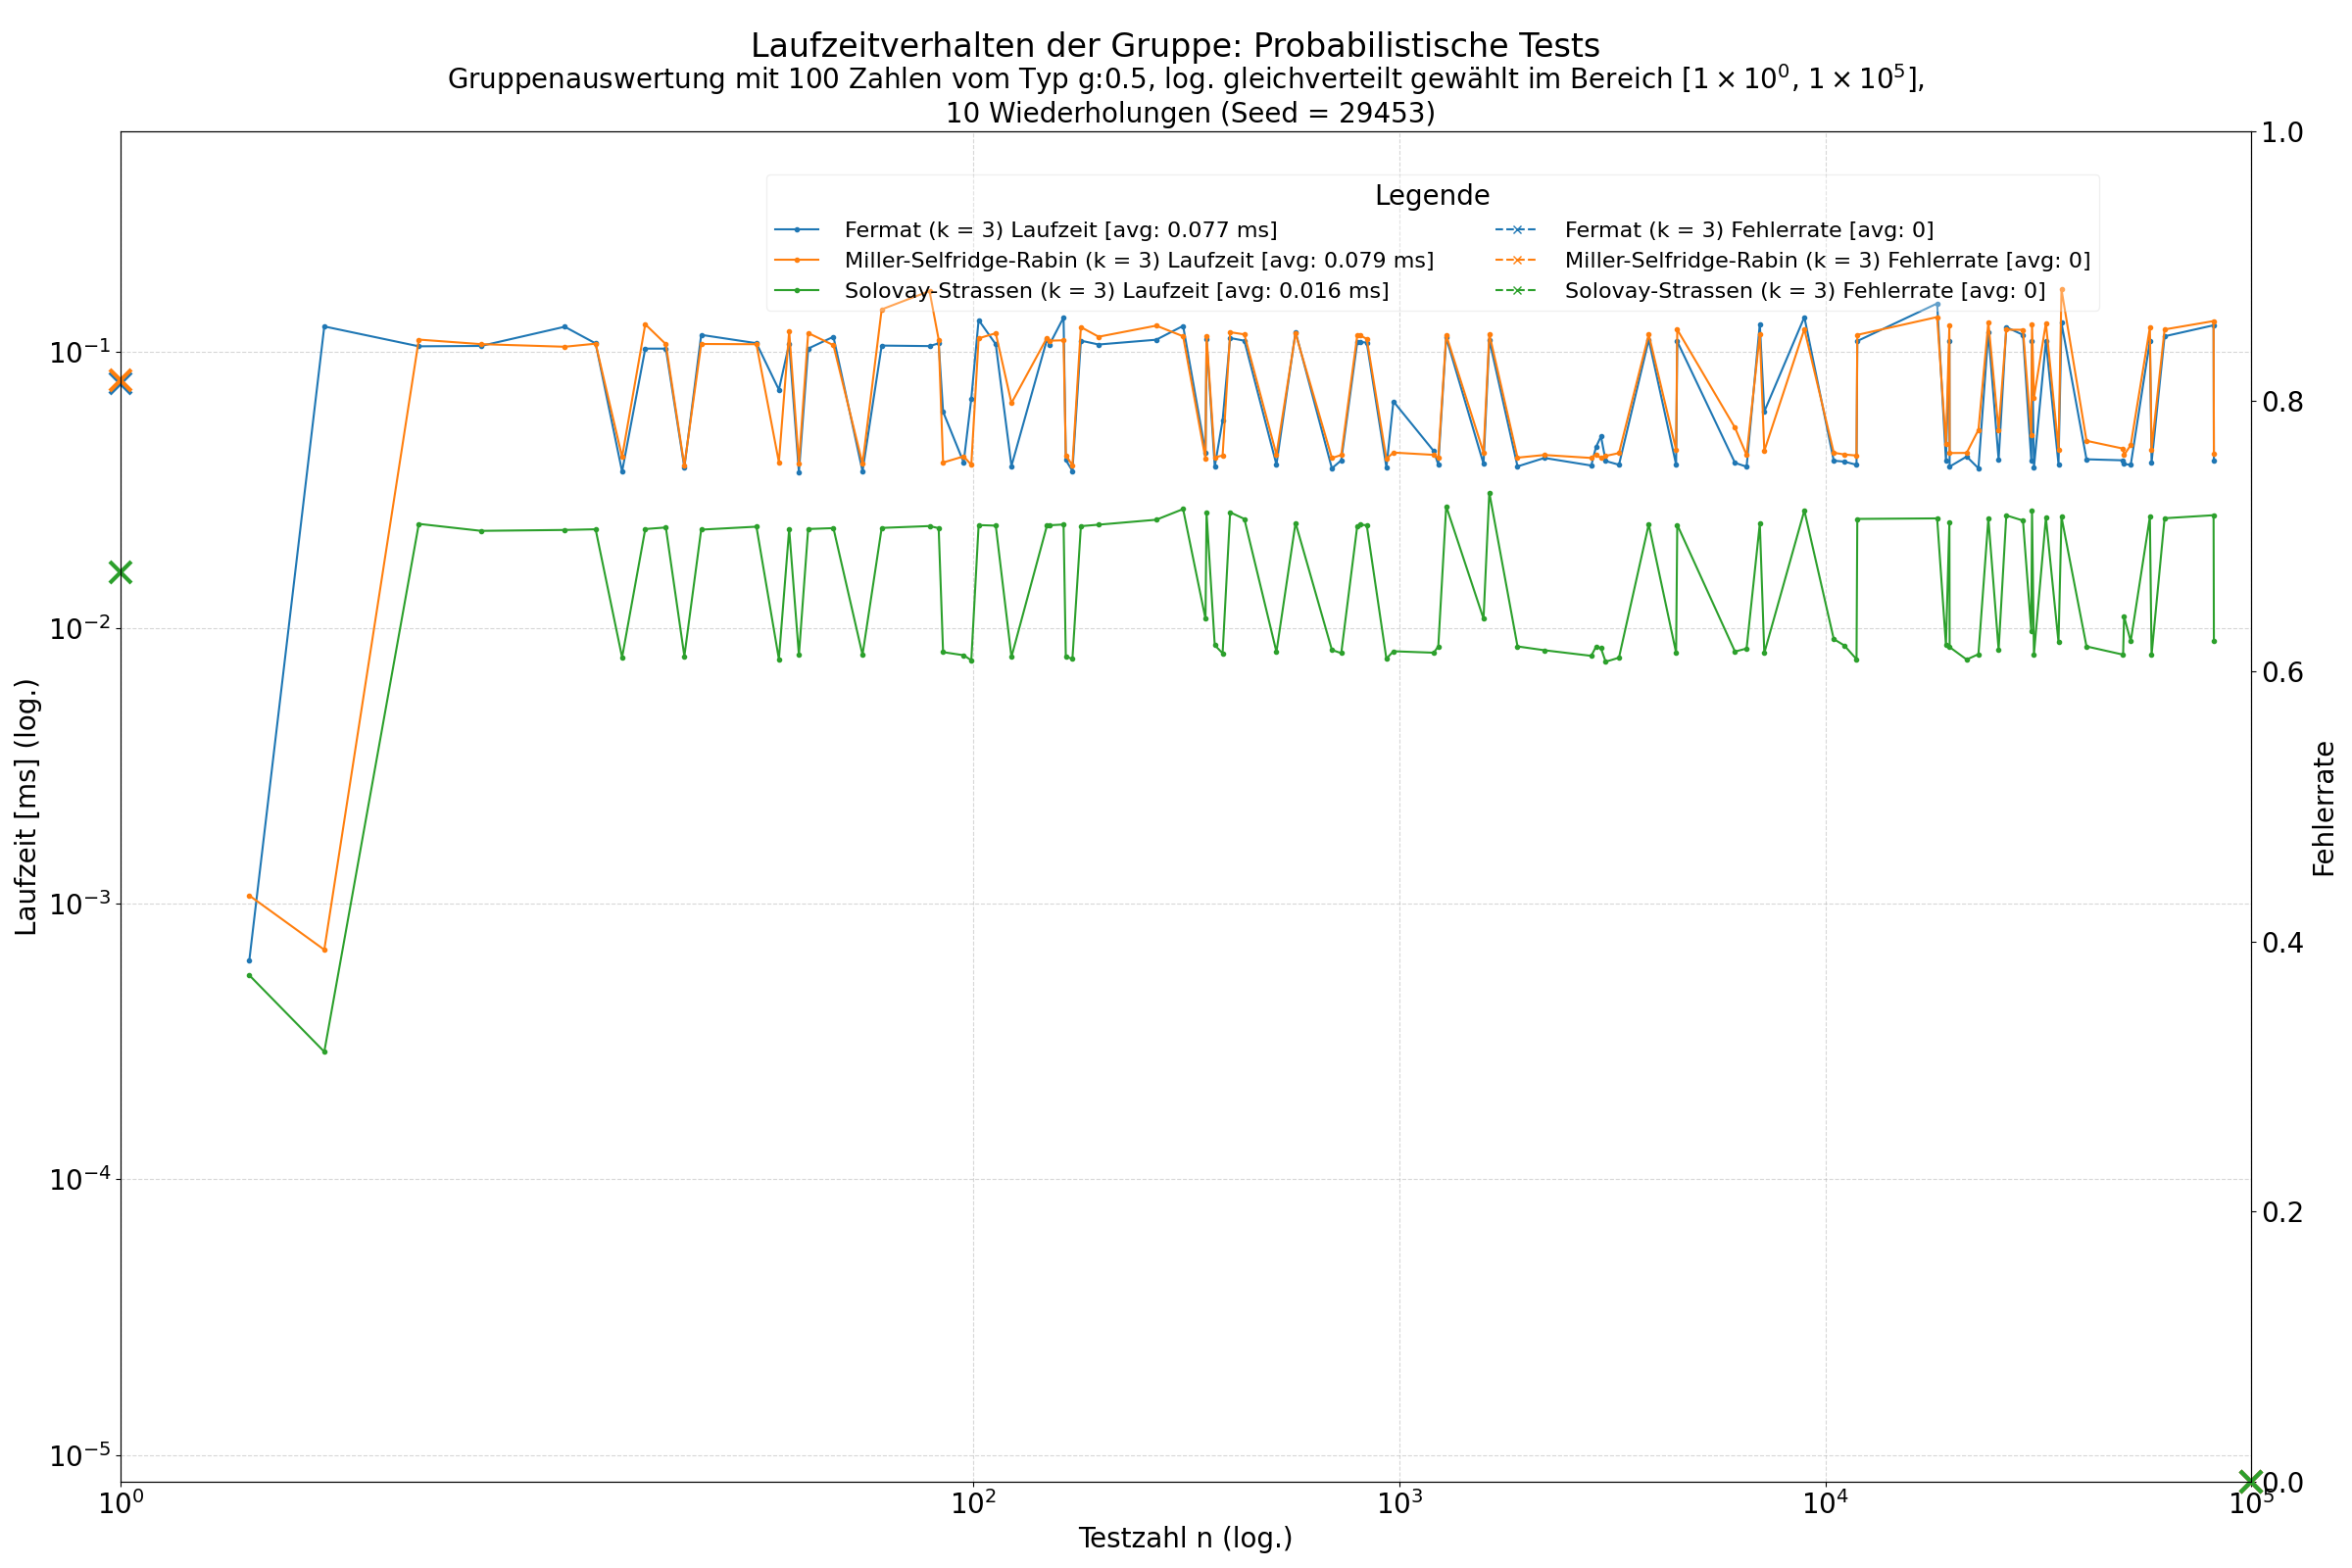 Laufzeitverhalten der Gruppe: Probabilistische Tests
Gruppenauswertung mit 100 Zahlen vom Typ g:0.5, log. gleichverteilt gewählt im Bereich [1 × 10⁰, 1 × 10⁵],
10 Wiederholungen (Seed = 29453)
Legende
Fermat (k = 3) Laufzeit [avg: 0.077 ms]
Miller-Selfridge-Rabin (k = 3) Laufzeit [avg: 0.079 ms]
Solovay-Strassen (k = 3) Laufzeit [avg: 0.016 ms]
Fermat (k = 3) Fehlerrate [avg: 0]
Miller-Selfridge-Rabin (k = 3) Fehlerrate [avg: 0]
Solovay-Strassen (k = 3) Fehlerrate [avg: 0]
Laufzeit [ms] (log.)
10⁻¹
10⁻²
10⁻³
10⁻⁴
10⁻⁵
10⁰
10²
10³
10⁴
10⁵
Testzahl n (log.)
1.0
0.8
0.6
0.4
0.2
0.0
Fehlerrate